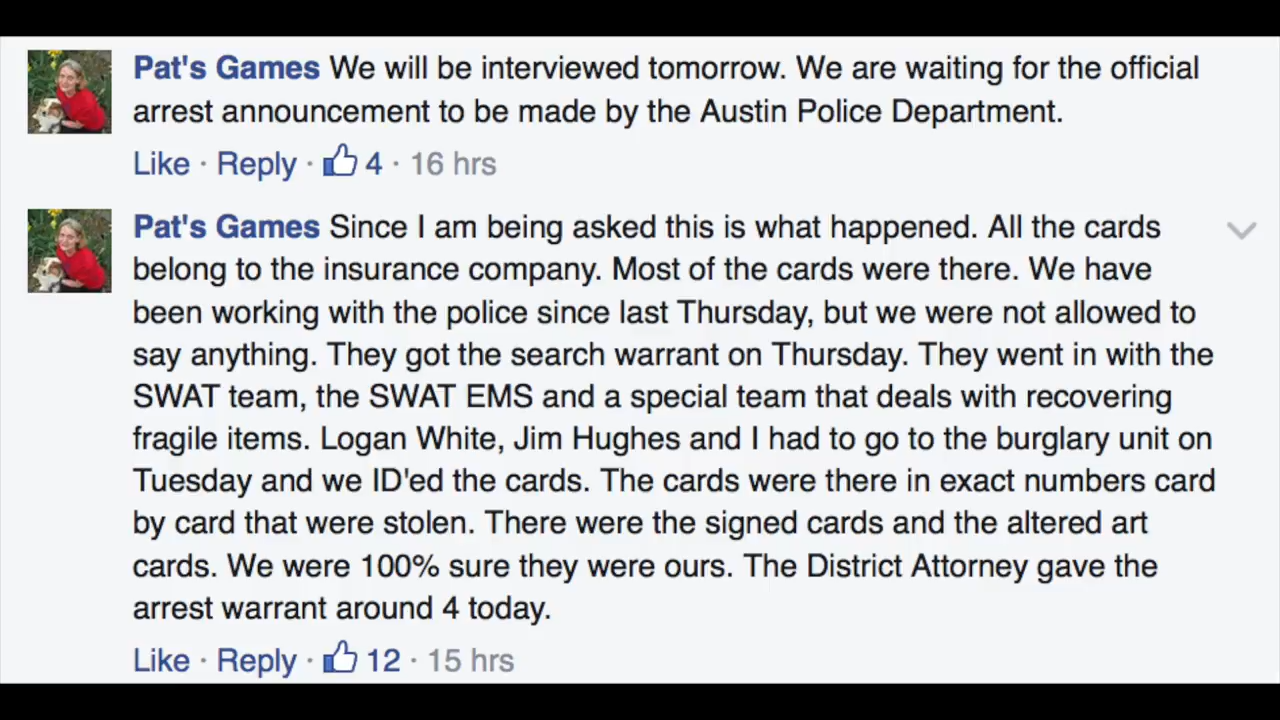 Pat's Games We will be interviewed tomorrow. We are waiting for the official
arrest announcement to be made by the Austin Police Department.
Like · Reply · 4 · 16 hrs
Pat's Games Since I am being asked this is what happened. All the cards
belong to the insurance company. Most of the cards were there. We have
been working with the police since last Thursday, but we were not allowed to
say anything. They got the search warrant on Thursday. They went in with the
SWAT team, the SWAT EMS and a special team that deals with recovering
fragile items. Logan White, Jim Hughes and I had to go to the burglary unit on
Tuesday and we ID'ed the cards. The cards were there in exact numbers card
by card that were stolen. There were the signed cards and the altered art
cards. We were 100% sure they were ours. The District Attorney gave the
arrest warrant around 4 today.
Like · Reply · 12 · 15 hrs